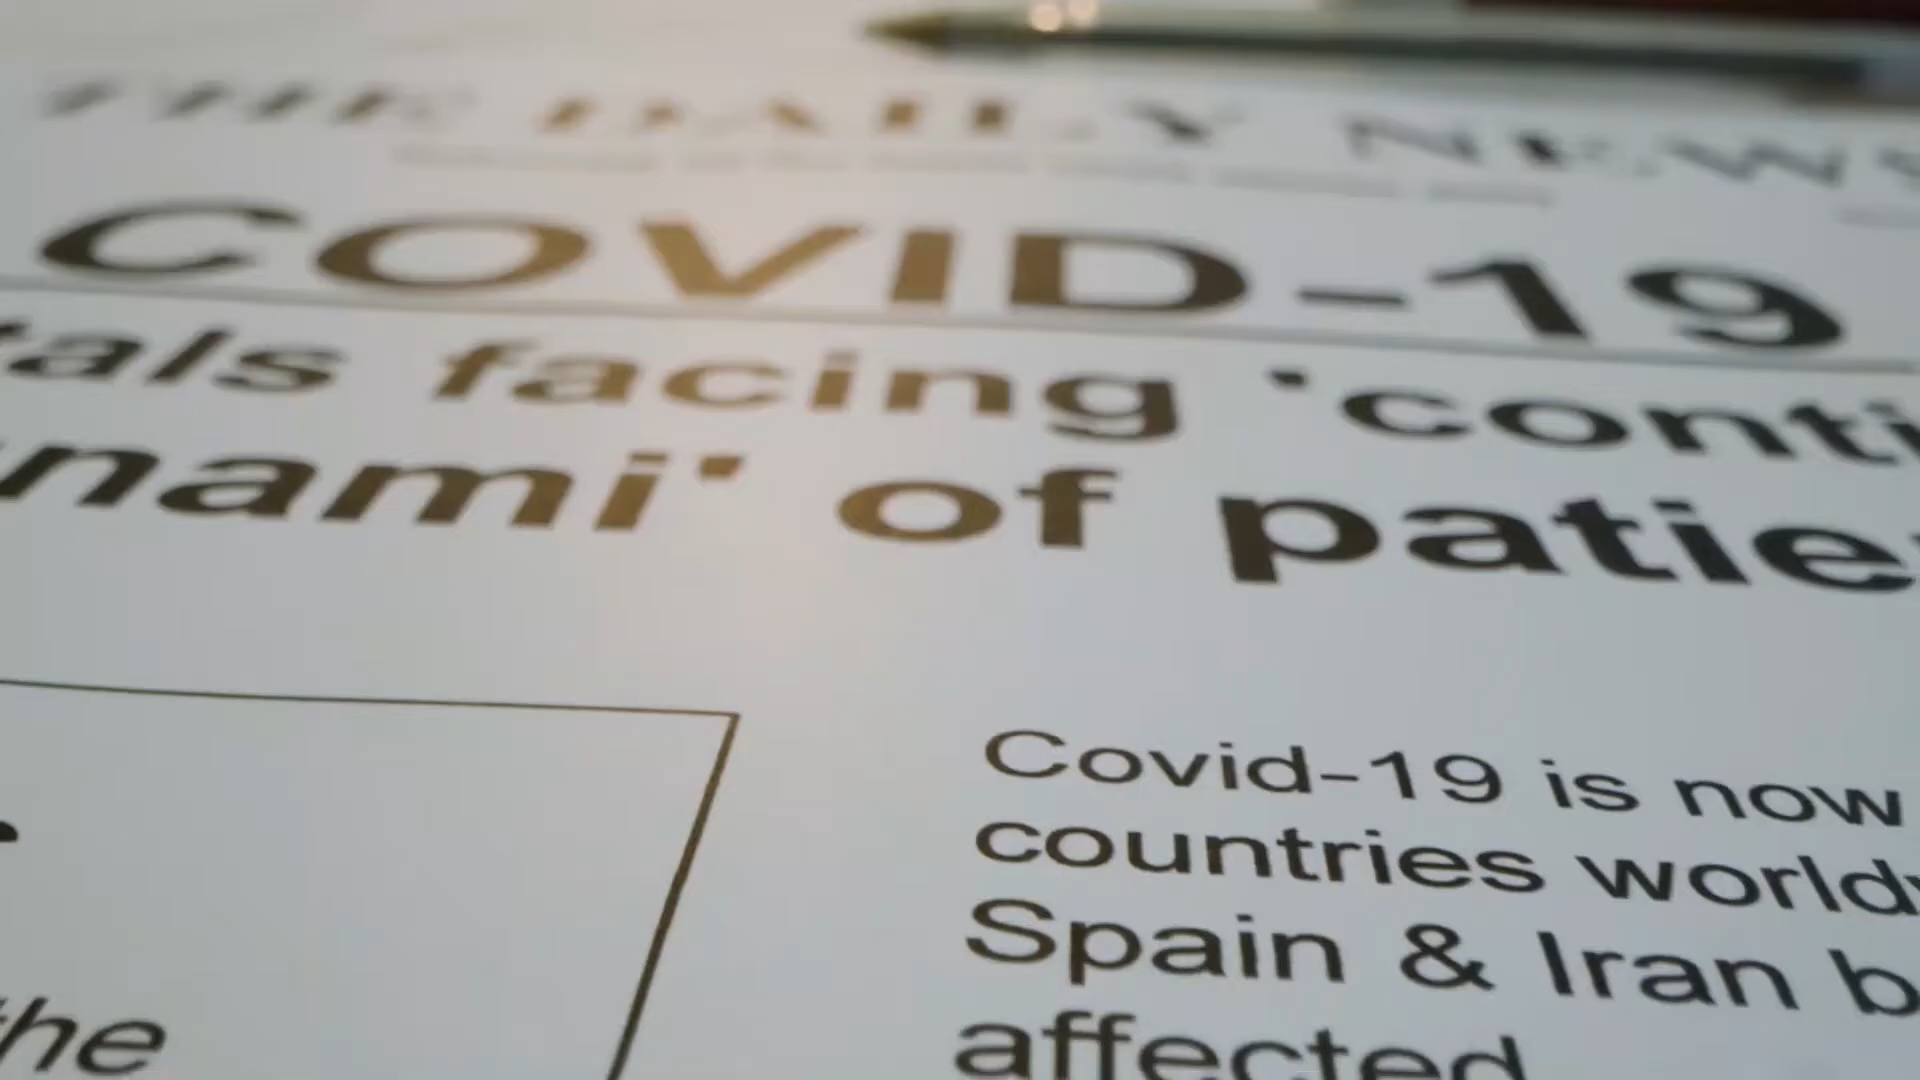 THE DAILY NEWS
COVID-19
tals facing 'conti
nami' of patie
Covid-19 is now
countries world
Spain & Iran b
affected
the